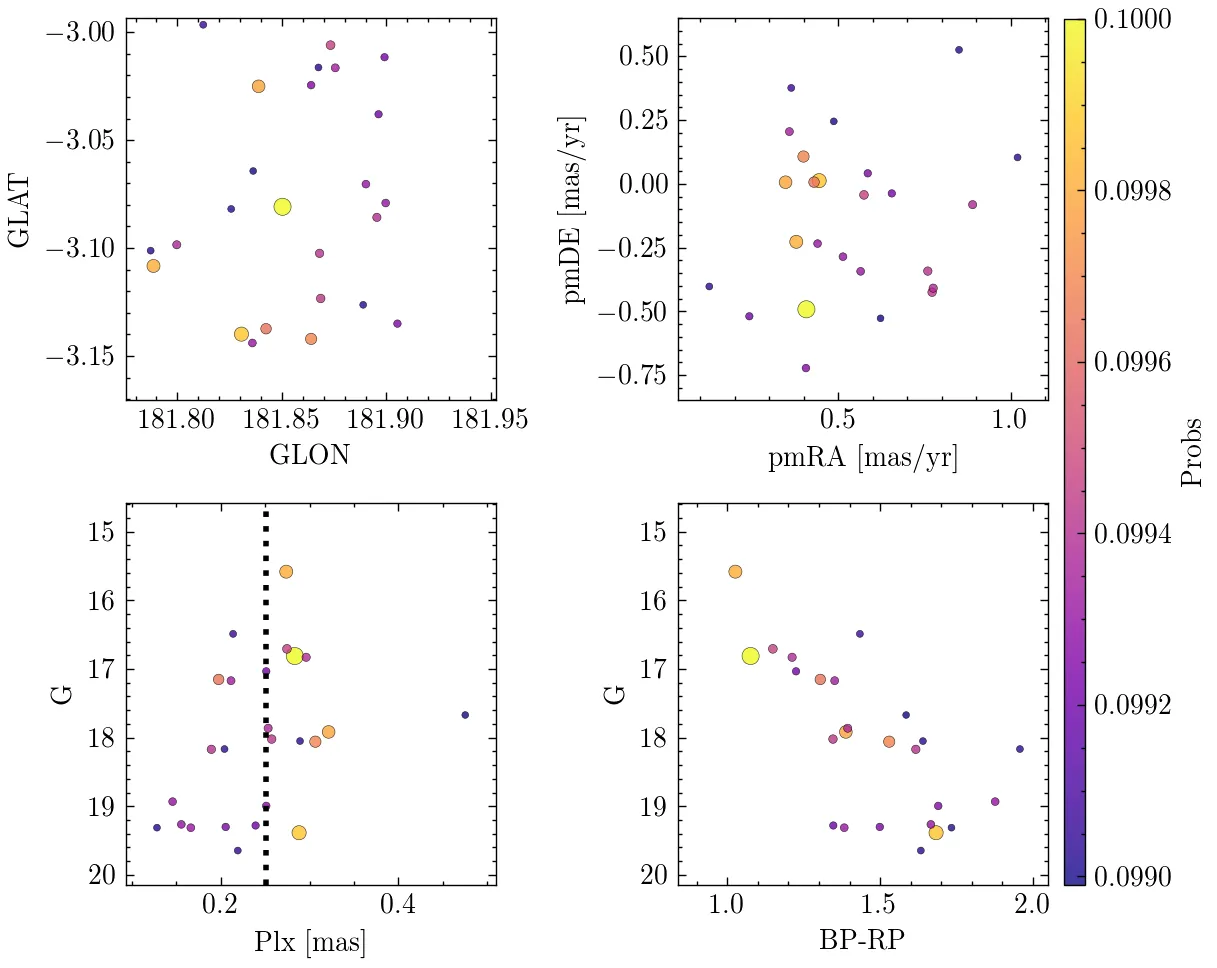 −3.00
−3.05
−3.10
−3.15
GLAT
181.80 181.85 181.90 181.95
GLON
0.50
0.25
0.00
−0.25
−0.50
−0.75
pmDE [mas/yr]
0.5 1.0
pmRA [mas/yr]
15
16
17
18
19
20
G
0.2 0.4
Plx [mas]
15
16
17
18
19
20
G
1.0 1.5 2.0
BP-RP
0.1000
0.0998
0.0996
0.0994
0.0992
0.0990
Probs